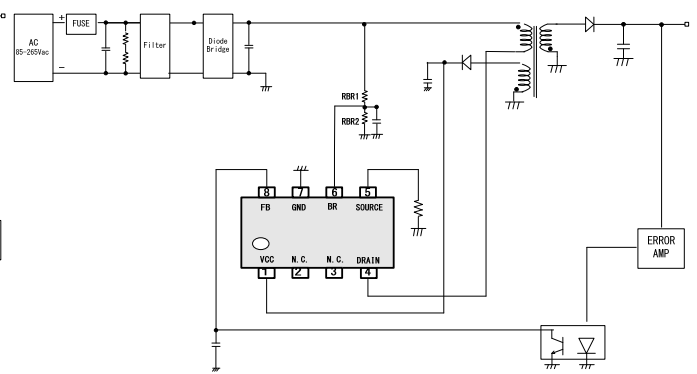 +
FUSE
AC
85-265Vac
−
Filter
Diode
Bridge
RBR1
RBR2
8 7 6 5
FB GND BR SOURCE
VCC N.C. N.C. DRAIN
1 2 3 4
ERROR
AMP